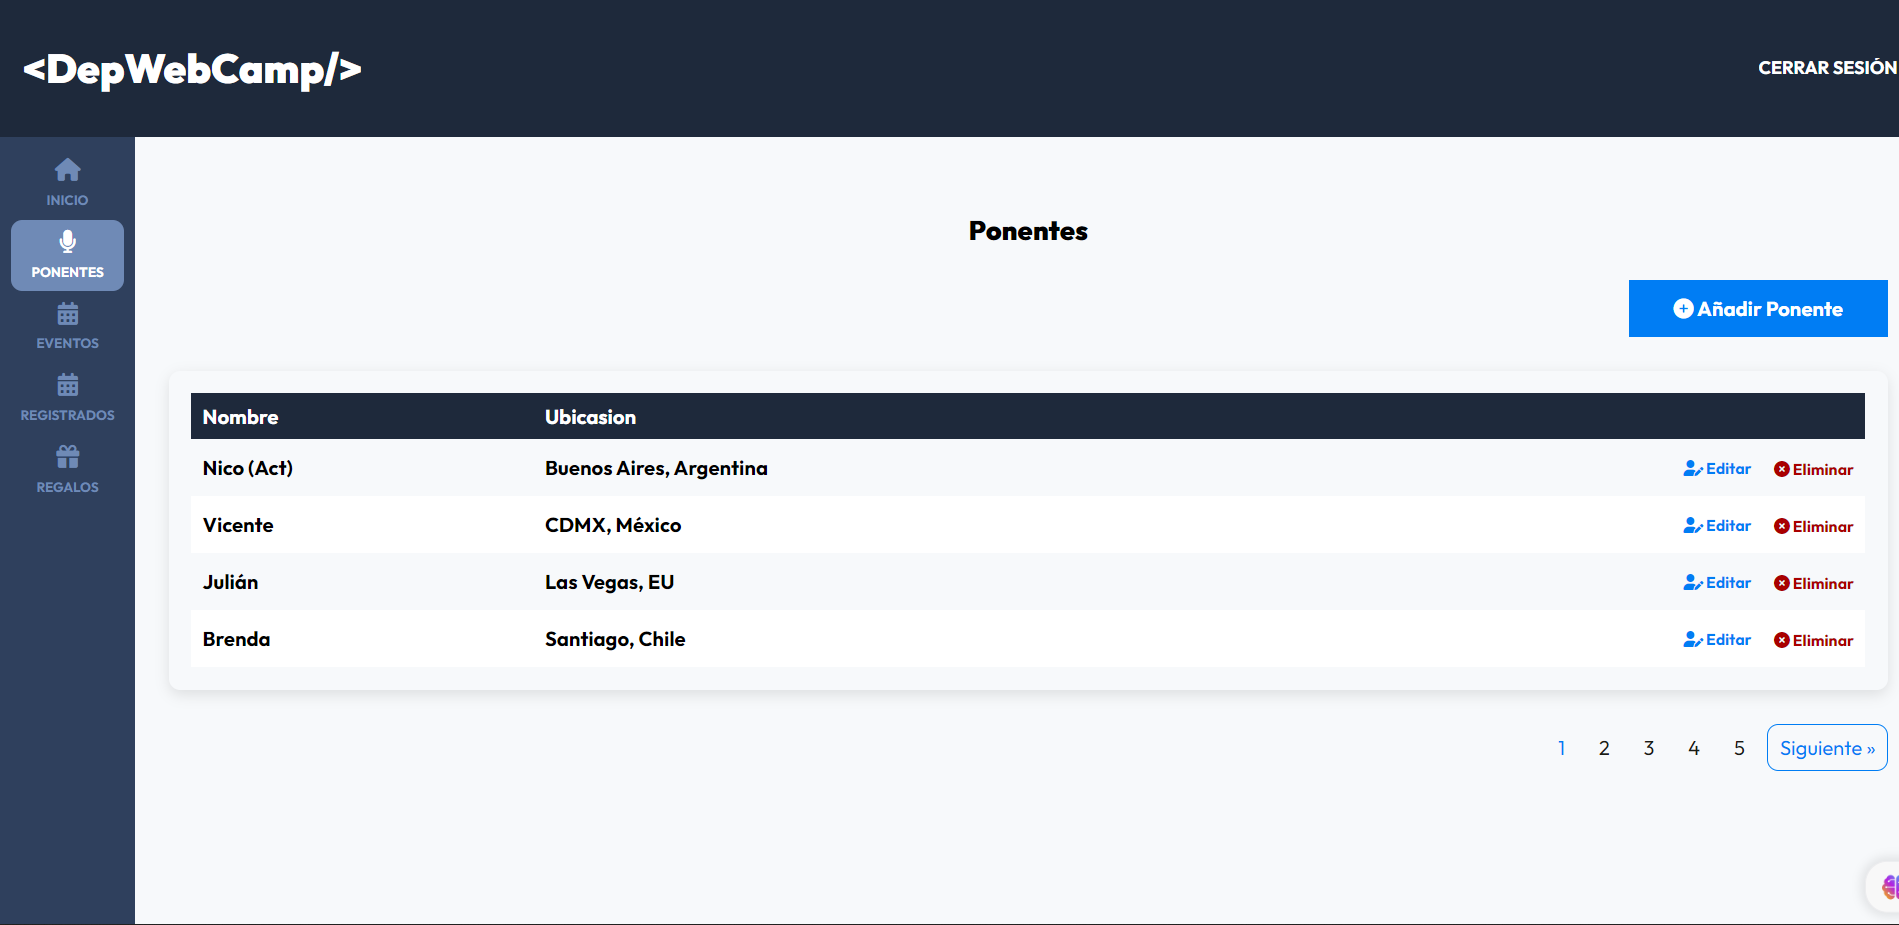 <DepWebCamp/>
CERRAR SESIÓN
INICIO
PONENTES
EVENTOS
REGISTRADOS
REGALOS
Ponentes
Añadir Ponente
Nombre Ubicasion
Nico (Act) Buenos Aires, Argentina Editar Eliminar
Vicente CDMX, México Editar Eliminar
Julián Las Vegas, EU Editar Eliminar
Brenda Santiago, Chile Editar Eliminar
1 2 3 4 5 Siguiente »